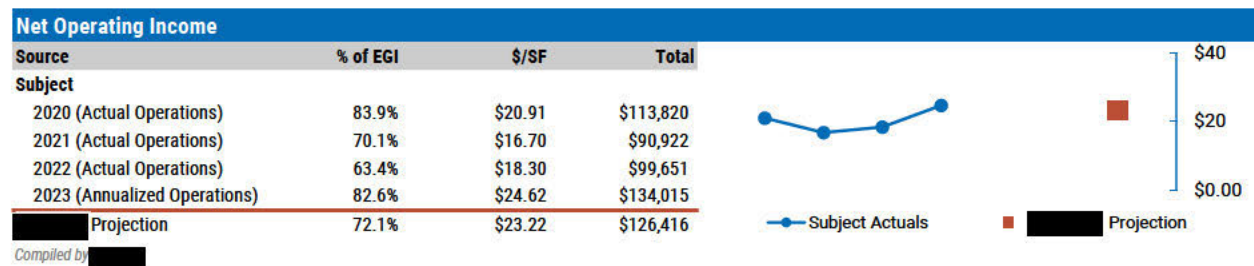 Net Operating Income
Source % of EGI $/SF Total
Subject
2020 (Actual Operations) 83.9% $20.91 $113,820
2021 (Actual Operations) 70.1% $16.70 $90,922
2022 (Actual Operations) 63.4% $18.30 $99,651
2023 (Annualized Operations) 82.6% $24.62 $134,015
Projection 72.1% $23.22 $126,416
Compiled by
$40
$20
$0.00
Subject Actuals Projection